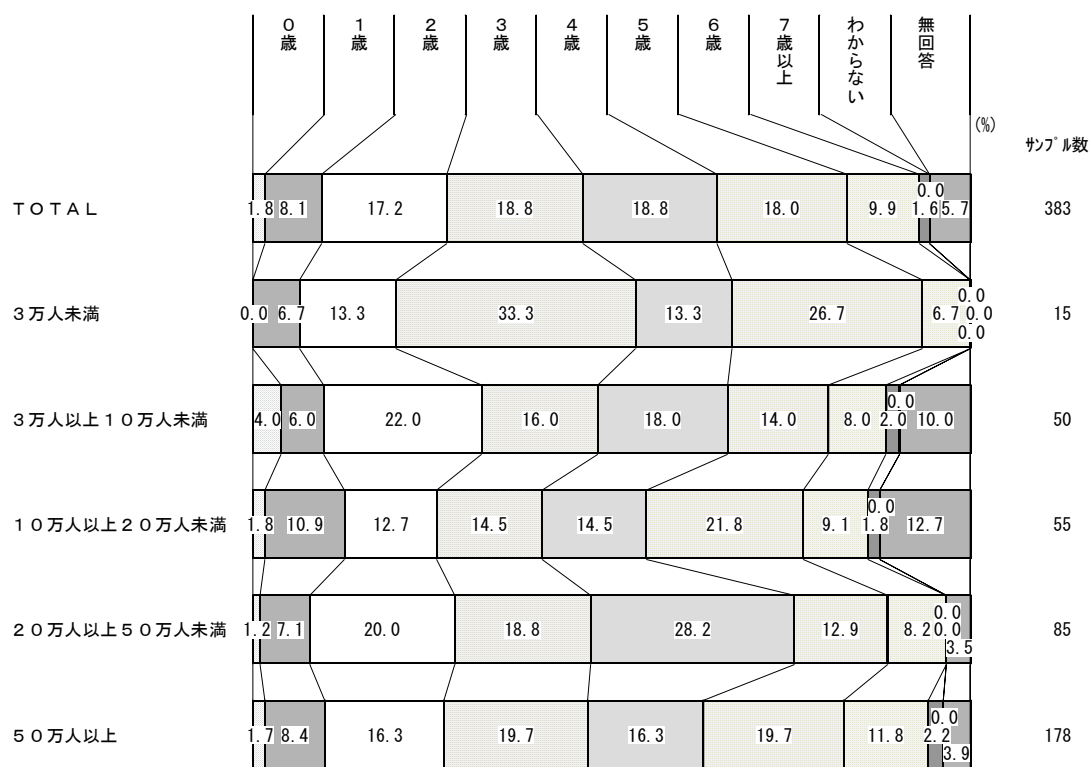 ０歳
１歳
２歳
３歳
４歳
５歳
６歳
７歳以上
わからない
無回答
(%)
ｻﾝﾌﾟﾙ数
ＴＯＴＡＬ 1.8 8.1 17.2 18.8 18.8 18.0 9.9 1.6 0.0 5.7 383
３万人未満 0.0 6.7 13.3 33.3 13.3 26.7 6.7 0.0 0.0 0.0 15
３万人以上１０万人未満 4.0 6.0 22.0 16.0 18.0 14.0 8.0 2.0 0.0 10.0 50
１０万人以上２０万人未満 1.8 10.9 12.7 14.5 14.5 21.8 9.1 1.8 0.0 12.7 55
２０万人以上５０万人未満 1.2 7.1 20.0 18.8 28.2 12.9 8.2 0.0 0.0 3.5 85
５０万人以上 1.7 8.4 16.3 19.7 16.3 19.7 11.8 2.2 0.0 3.9 178